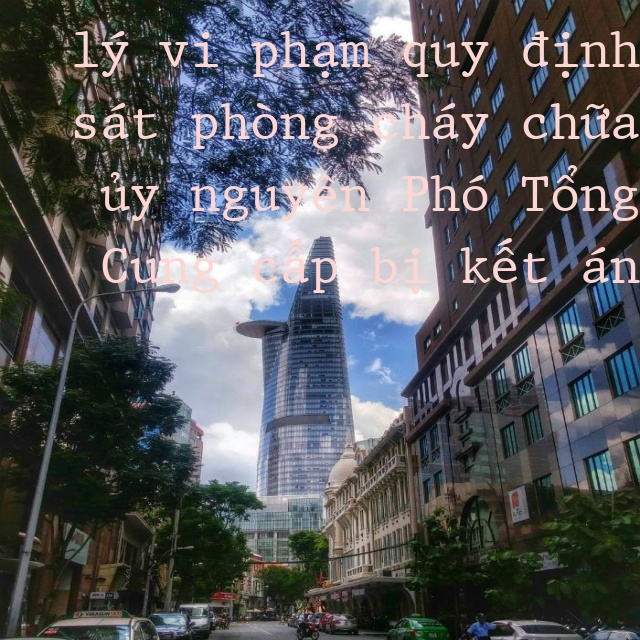 lý vi phạm quy định
sát phòng cháy chữa
ủy nguyên Phó Tổng
Cung cấp bị kết án